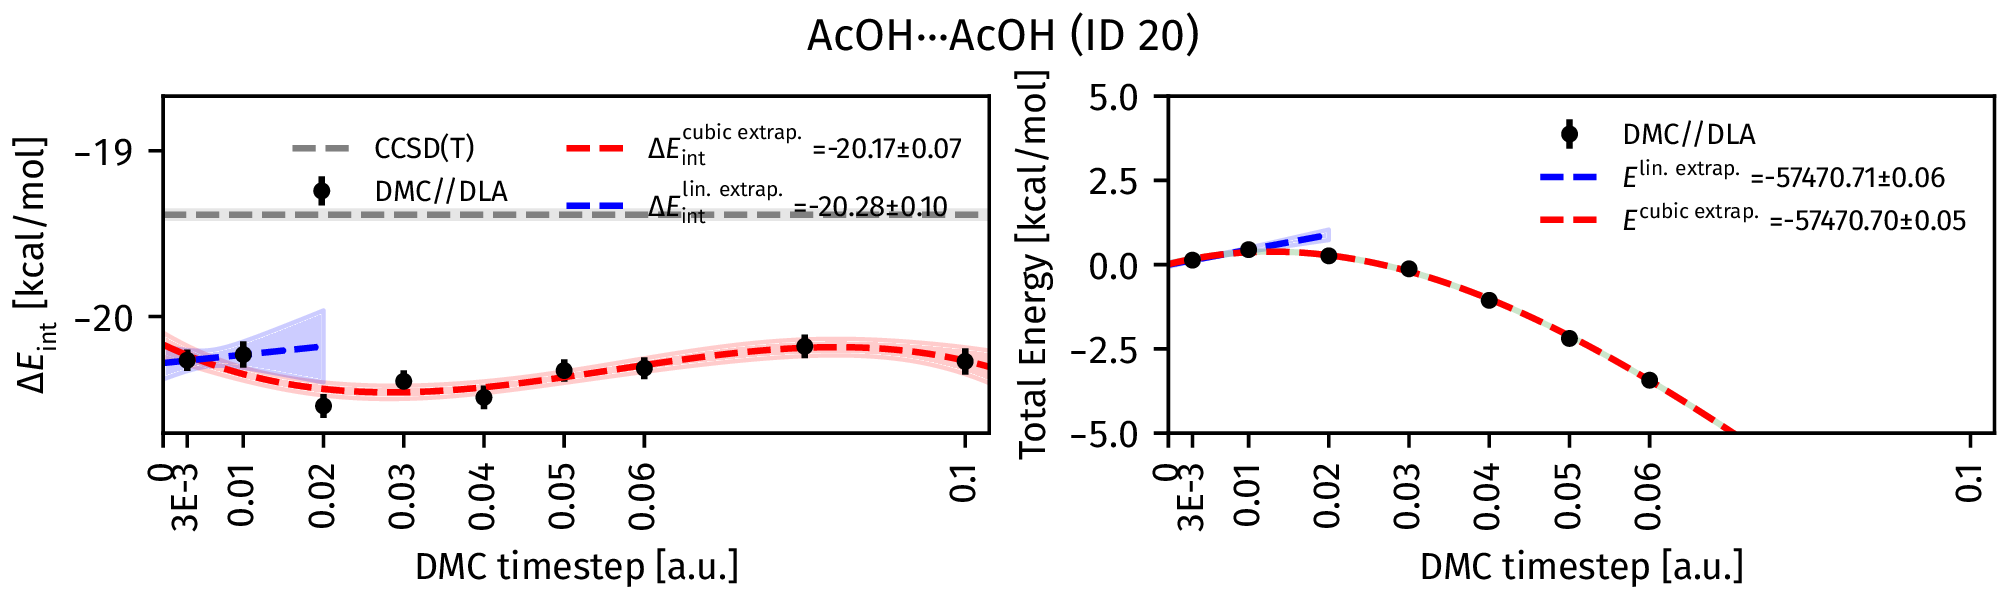 AcOH···AcOH (ID 20)
ΔE_int [kcal/mol]
−19
−20
CCSD(T)
DMC//DLA
ΔE_int^cubic extrap. =-20.17±0.07
ΔE_int^lin. extrap. =-20.28±0.10
0
3E-3
0.01
0.02
0.03
0.04
0.05
0.06
0.1
DMC timestep [a.u.]
Total Energy [kcal/mol]
5.0
2.5
0.0
−2.5
−5.0
DMC//DLA
E^lin. extrap. =-57470.71±0.06
E^cubic extrap. =-57470.70±0.05
0
3E-3
0.01
0.02
0.03
0.04
0.05
0.06
0.1
DMC timestep [a.u.]